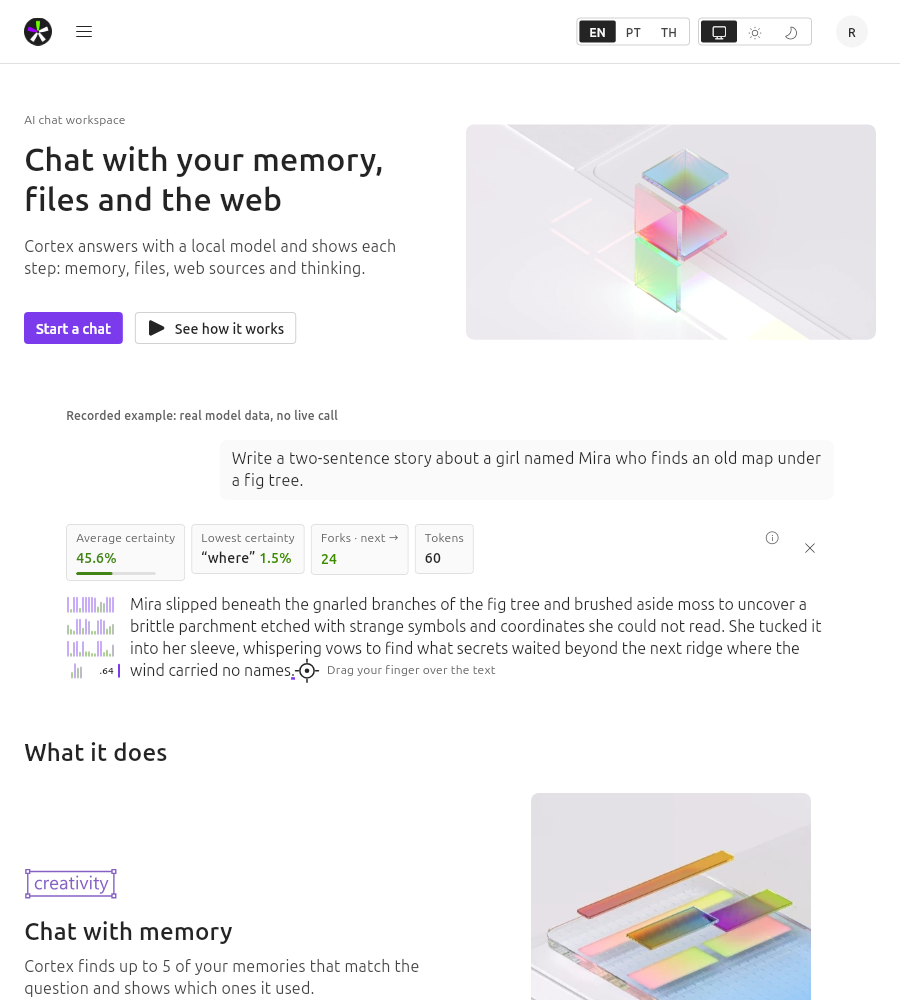 EN PT TH R
AI chat workspace
Chat with your memory,
files and the web
Cortex answers with a local model and shows each
step: memory, files, web sources and thinking.
Start a chat See how it works
Recorded example: real model data, no live call
Write a two-sentence story about a girl named Mira who finds an old map under
a fig tree.
Average certainty Lowest certainty Forks · next → Tokens
45.6% “where” 1.5% 24 60
Mira slipped beneath the gnarled branches of the fig tree and brushed aside moss to uncover a
brittle parchment etched with strange symbols and coordinates she could not read. She tucked it
into her sleeve, whispering vows to find what secrets waited beyond the next ridge where the
.64 wind carried no names. Drag your finger over the text
What it does
creativity
Chat with memory
Cortex finds up to 5 of your memories that match the
question and shows which ones it used.